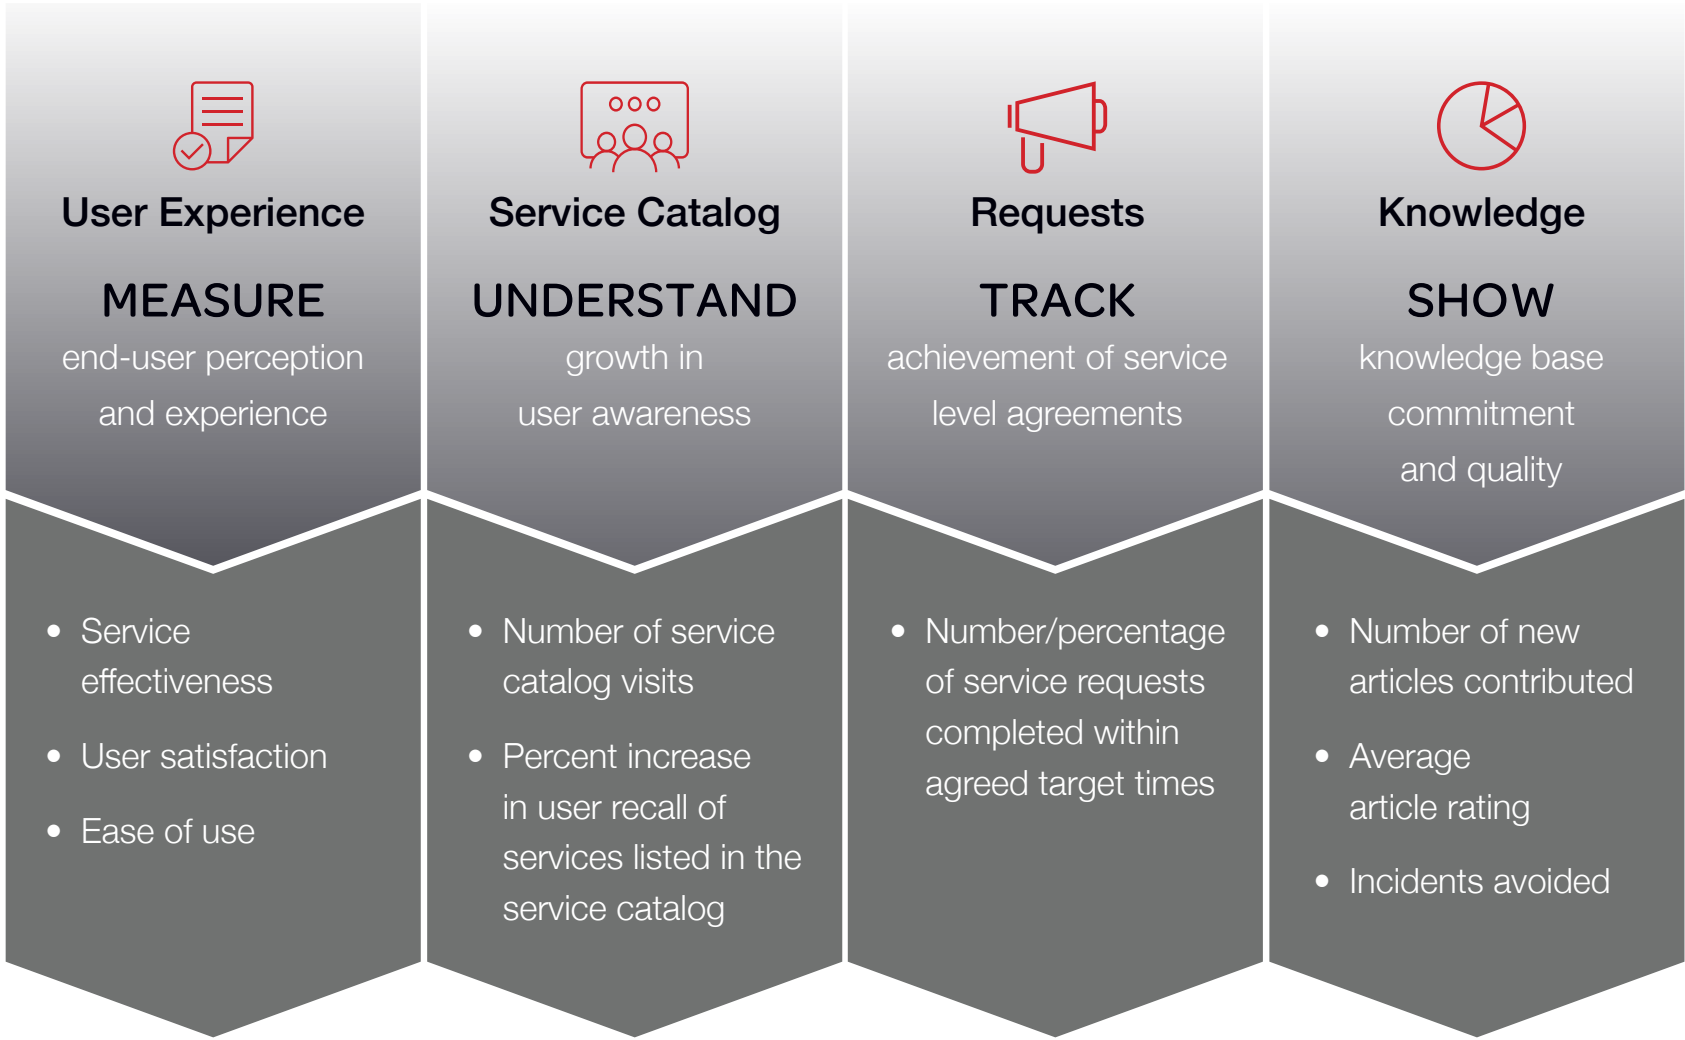 User Experience
MEASURE
end-user perception
and experience
• Service
effectiveness
• User satisfaction
• Ease of use
Service Catalog
UNDERSTAND
growth in
user awareness
• Number of service
catalog visits
• Percent increase
in user recall of
services listed in the
service catalog
Requests
TRACK
achievement of service
level agreements
• Number/percentage
of service requests
completed within
agreed target times
Knowledge
SHOW
knowledge base
commitment
and quality
• Number of new
articles contributed
• Average
article rating
• Incidents avoided